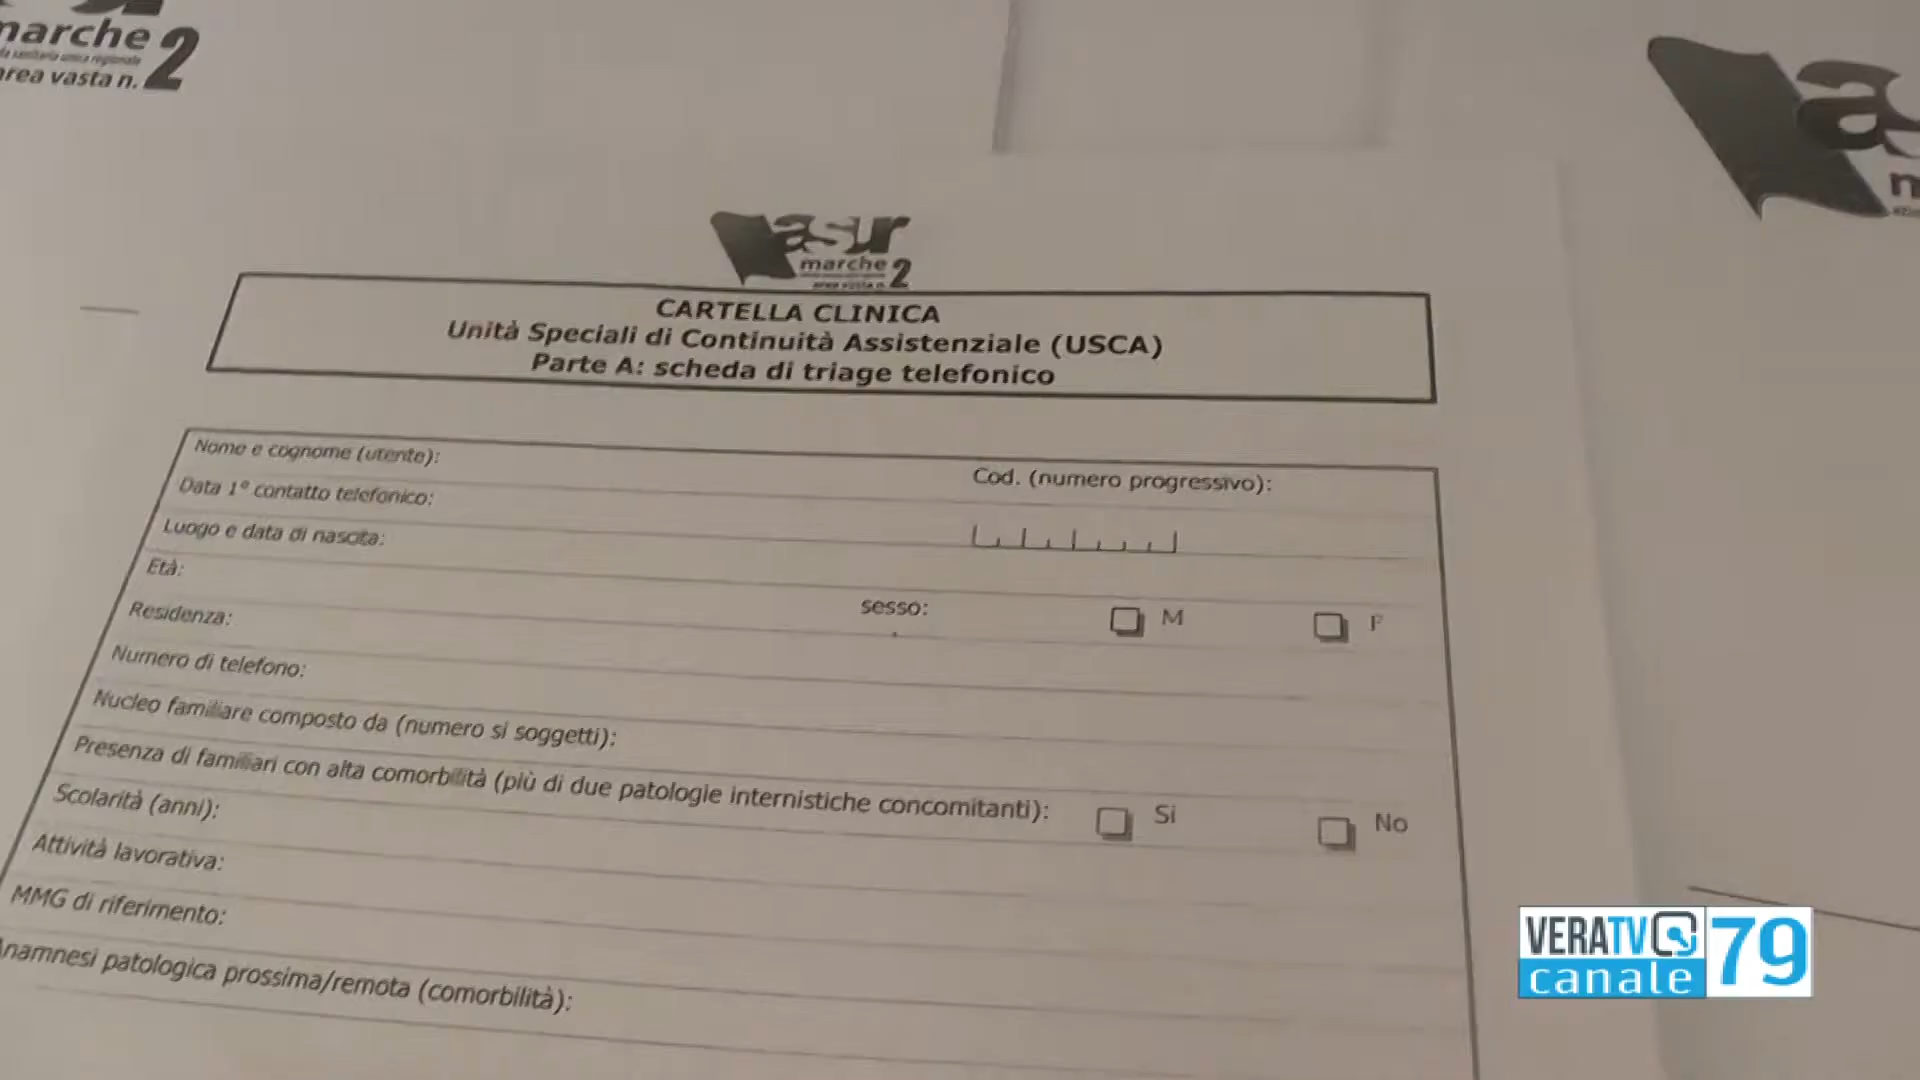 marche 2
area vasta n.
asur
marche 2
area vasta n.
CARTELLA CLINICA
Unità Speciali di Continuità Assistenziale (USCA)
Parte A: scheda di triage telefonico
Nome e cognome (utente):
Cod. (numero progressivo):
Data 1° contatto telefonico:
Luogo e data di nascita:
Età:
sesso:
M
F
Residenza:
Numero di telefono:
Nucleo familiare composto da (numero si soggetti):
Presenza di familiari con alta comorbilità (più di due patologie internistiche concomitanti):
Si
No
Scolarità (anni):
Attività lavorativa:
MMG di riferimento:
Anamnesi patologica prossima/remota (comorbilità):
VERATV
canale 79